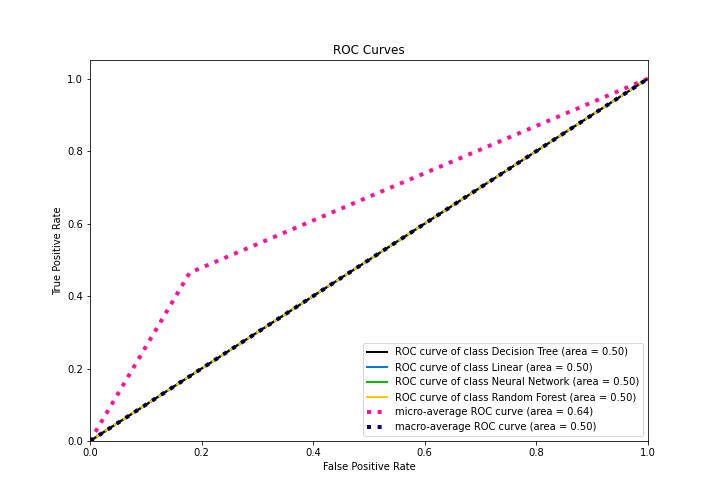 ROC Curves
True Positive Rate
1.0
0.8
0.6
0.4
0.2
0.0
ROC curve of class Decision Tree (area = 0.50)
ROC curve of class Linear (area = 0.50)
ROC curve of class Neural Network (area = 0.50)
ROC curve of class Random Forest (area = 0.50)
micro-average ROC curve (area = 0.64)
macro-average ROC curve (area = 0.50)
0.0 0.2 0.4 0.6 0.8 1.0
False Positive Rate